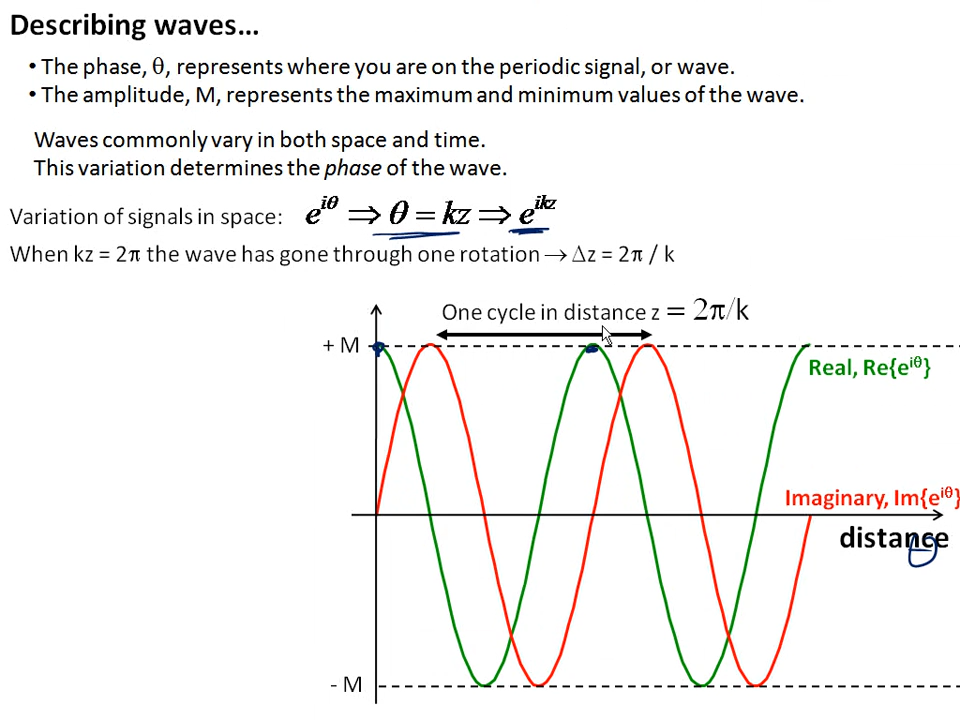 Describing waves...
• The phase, θ, represents where you are on the periodic signal, or wave.
• The amplitude, M, represents the maximum and minimum values of the wave.
Waves commonly vary in both space and time.
This variation determines the phase of the wave.
Variation of signals in space: e^{iθ} ⇒ θ = kz ⇒ e^{ikz}
When kz = 2π the wave has gone through one rotation → Δz = 2π / k
One cycle in distance z = 2π/k
+ M
Real, Re{e^{iθ}}
Imaginary, Im{e^{iθ}}
distance
- M